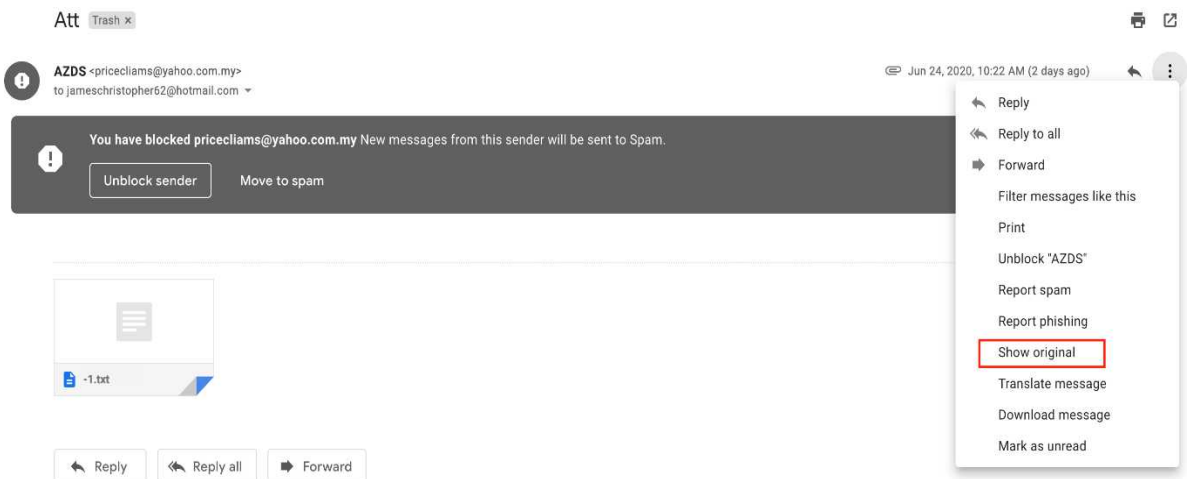 Att Trash ×
AZDS <pricecliams@yahoo.com.my>
Jun 24, 2020, 10:22 AM (2 days ago)
to jameschristopher62@hotmail.com
You have blocked pricecliams@yahoo.com.my New messages from this sender will be sent to Spam.
Unblock sender Move to spam
-1.txt
Reply Reply all Forward
Reply
Reply to all
Forward
Filter messages like this
Print
Unblock "AZDS"
Report spam
Report phishing
Show original
Translate message
Download message
Mark as unread